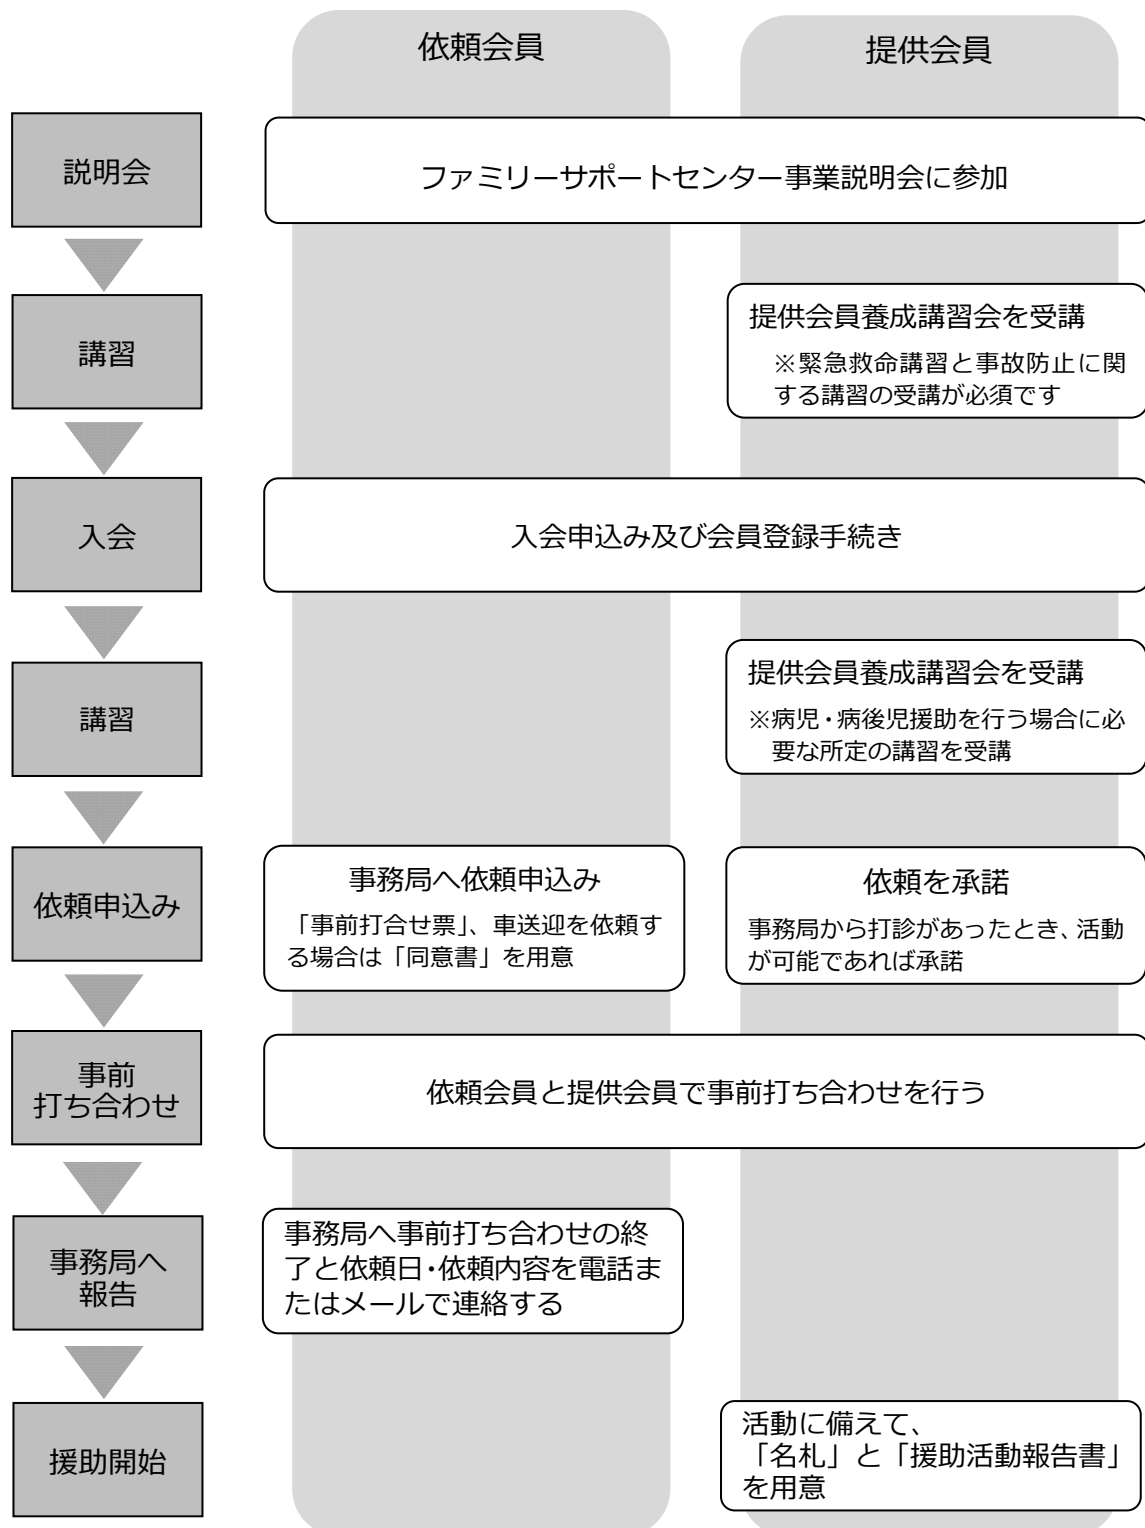 依頼会員
提供会員
説明会
ファミリーサポートセンター事業説明会に参加
講習
提供会員養成講習会を受講
※緊急救命講習と事故防止に関
する講習の受講が必須です
入会
入会申込み及び会員登録手続き
講習
提供会員養成講習会を受講
※病児・病後児援助を行う場合に必
要な所定の講習を受講
依頼申込み
事務局へ依頼申込み
「事前打合せ票」、車送迎を依頼す
る場合は「同意書」を用意
依頼を承諾
事務局から打診があったとき、活動
が可能であれば承諾
事前
打ち合わせ
依頼会員と提供会員で事前打ち合わせを行う
事務局へ
報告
事務局へ事前打ち合わせの終
了と依頼日・依頼内容を電話ま
たはメールで連絡する
援助開始
活動に備えて、
「名札」と「援助活動報告書」
を用意